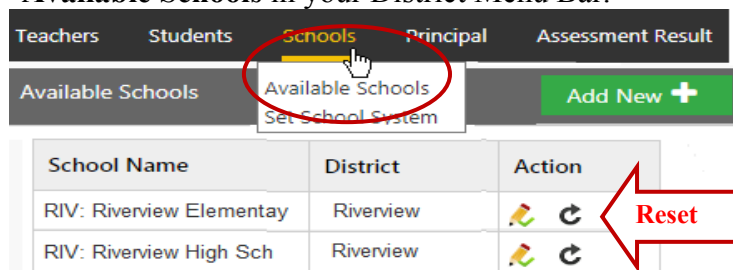 Available Schools in your District Menu Bar.
Teachers Students Schools Principal Assessment Result
Available Schools Available Schools Add New
Set School System
School Name District Action
RIV: Riverview Elementay Riverview Reset
RIV: Riverview High Sch Riverview